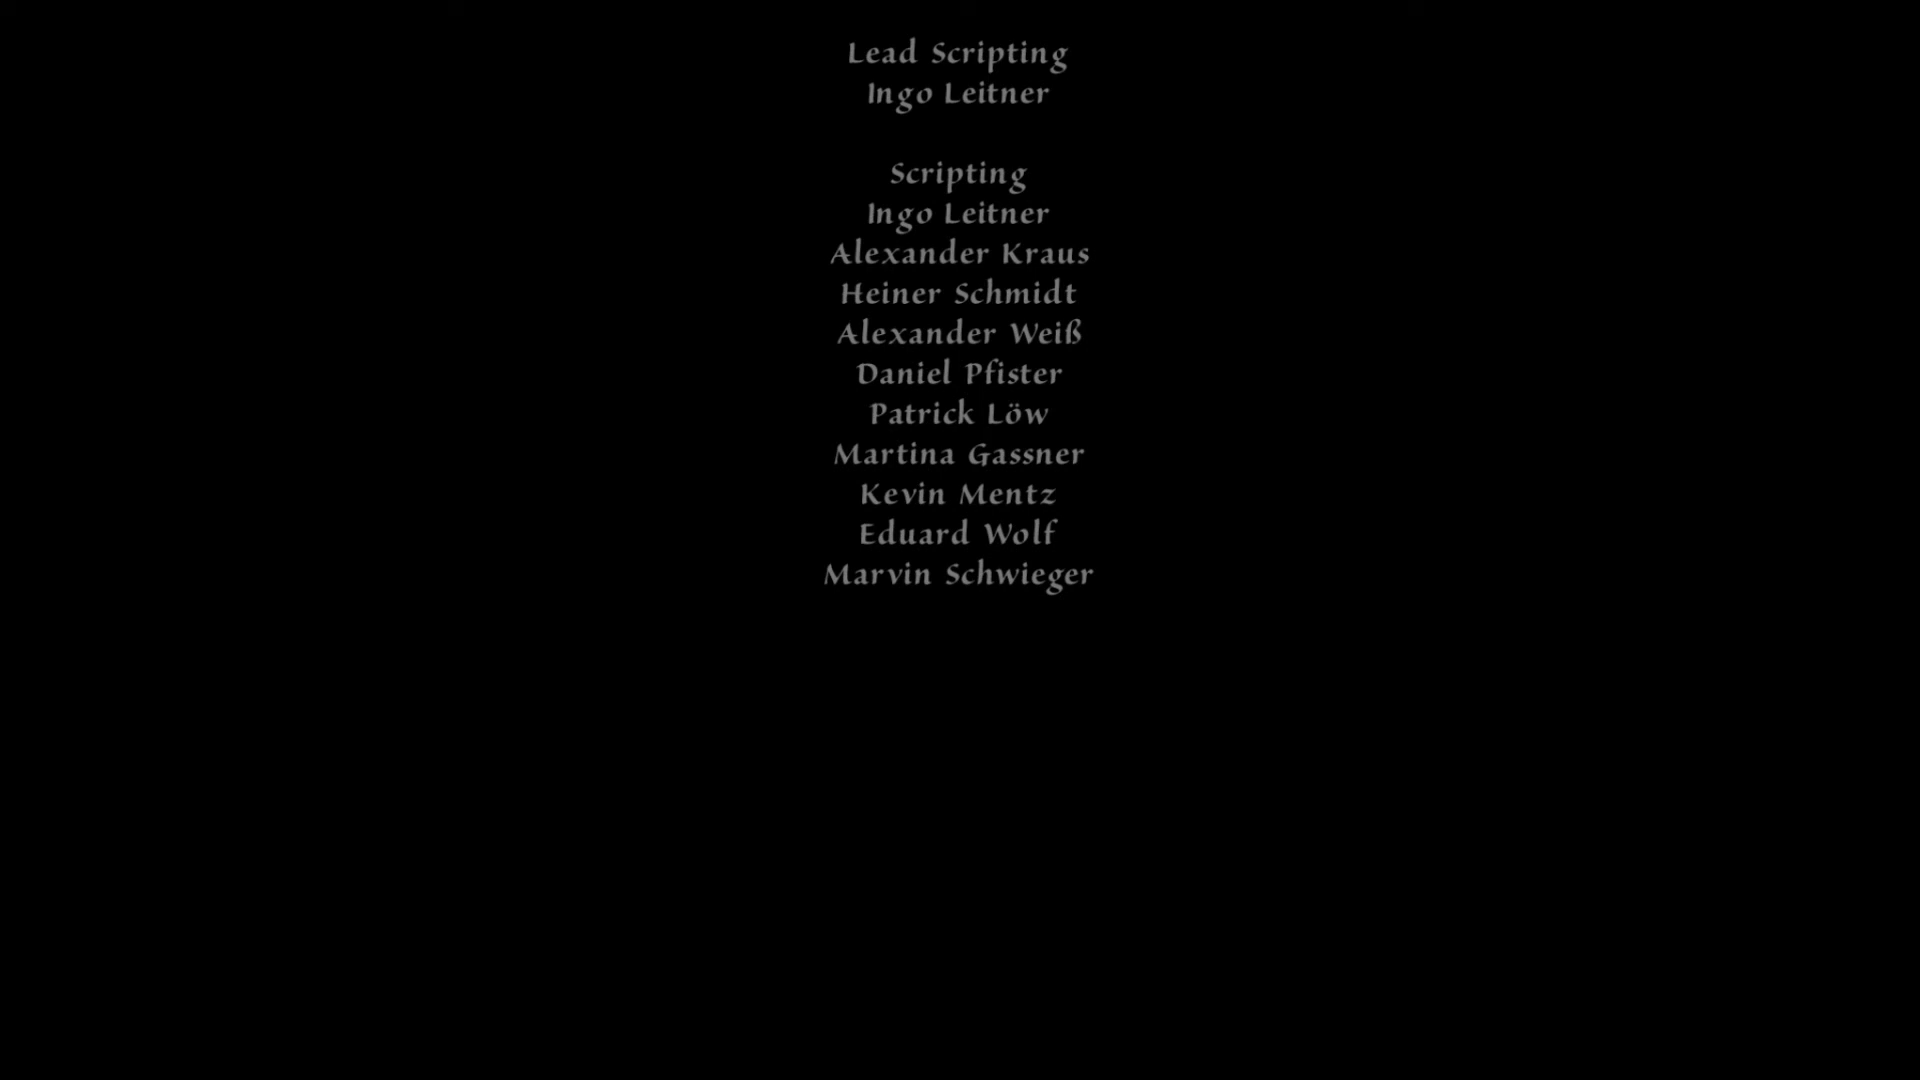 Lead Scripting
Ingo Leitner
Scripting
Ingo Leitner
Alexander Kraus
Heiner Schmidt
Alexander Weiß
Daniel Pfister
Patrick Löw
Martina Gassner
Kevin Mentz
Eduard Wolf
Marvin Schwieger